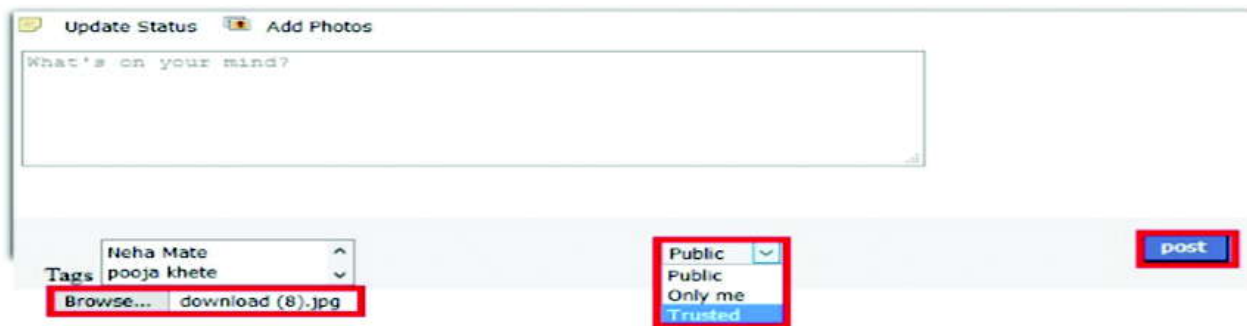 Update Status Add Photos
What's on your mind?
Neha Mate
Tags pooja khete
Browse... download (8).jpg
Public
Public
Only me
Trusted
post